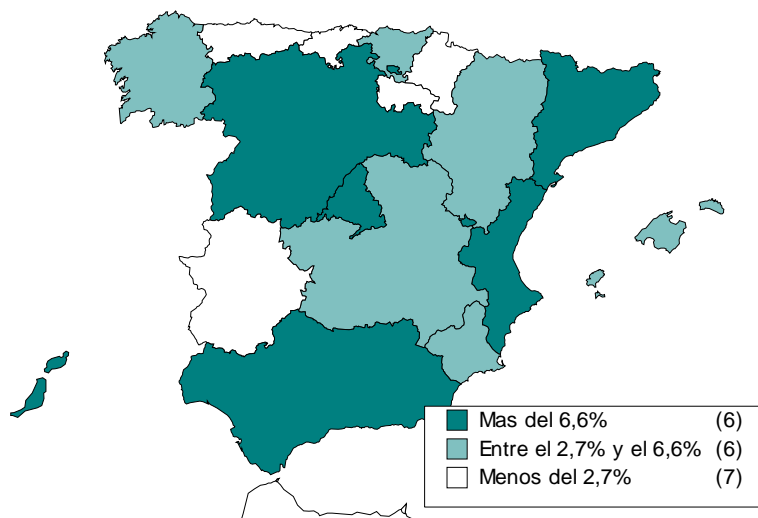 Mas del 6,6% (6)
Entre el 2,7% y el 6,6% (6)
Menos del 2,7% (7)